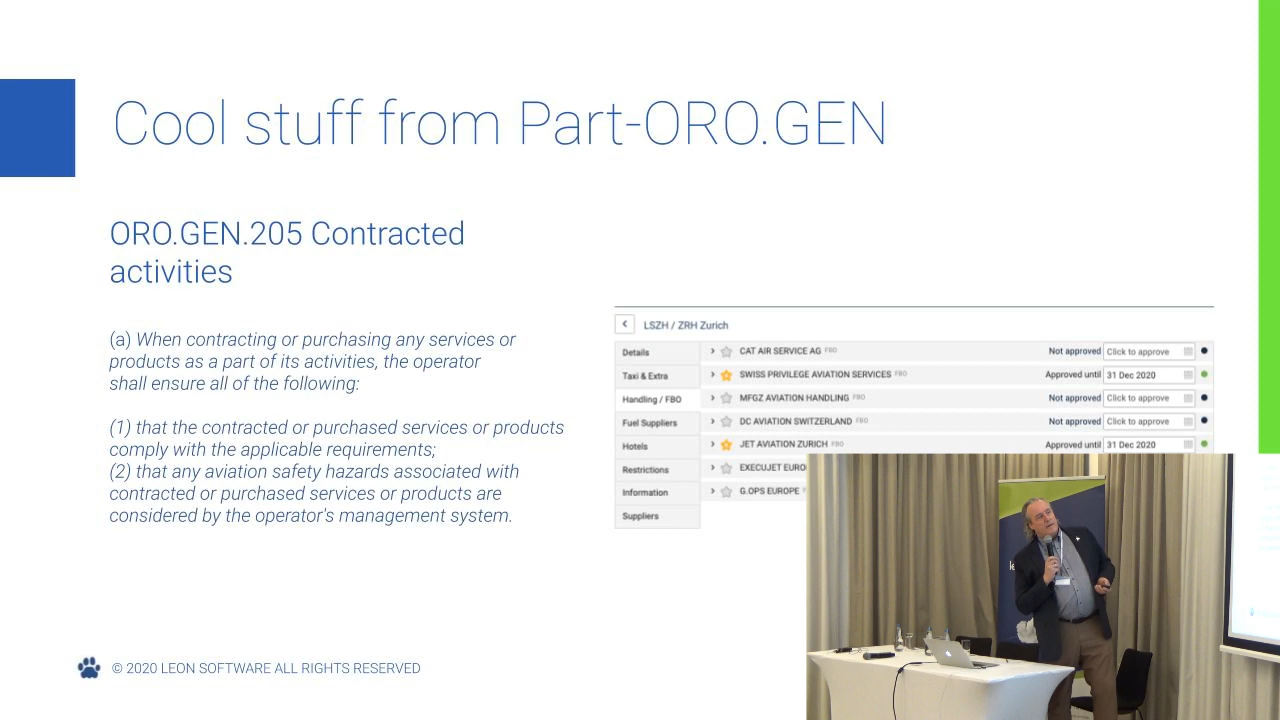 Cool stuff from Part-ORO.GEN
ORO.GEN.205 Contracted
activities
(a) When contracting or purchasing any services or
products as a part of its activities, the operator
shall ensure all of the following:
(1) that the contracted or purchased services or products
comply with the applicable requirements;
(2) that any aviation safety hazards associated with
contracted or purchased services or products are
considered by the operator's management system.
LSZH / ZRH Zurich
Details
Taxi & Extra
Handling / FBO
Fuel Suppliers
Hotels
Restrictions
Information
Suppliers
CAT AIR SERVICE AG FBO Not approved Click to approve
SWISS PRIVILEGE AVIATION SERVICES FBO Approved until 31 Dec 2020
MFGZ AVIATION HANDLING FBO Not approved Click to approve
DC AVIATION SWITZERLAND FBO Not approved Click to approve
JET AVIATION ZURICH FBO Approved until 31 Dec 2020
EXECUJET EURO
G.OPS EUROPE
© 2020 LEON SOFTWARE ALL RIGHTS RESERVED